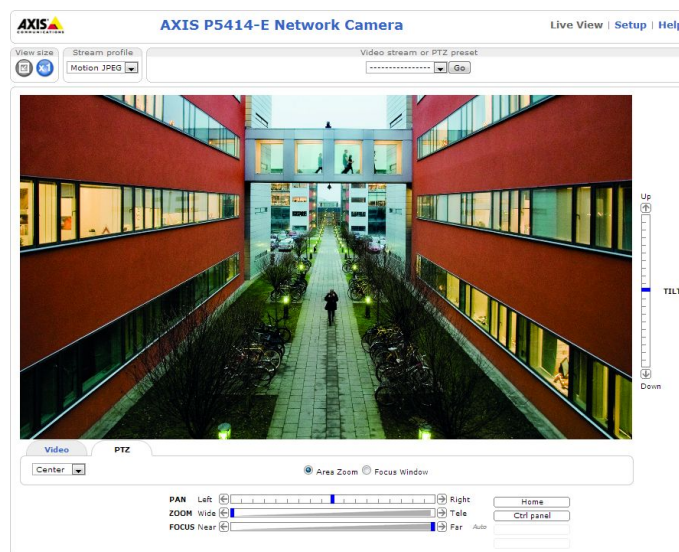 AXIS
COMMUNICATIONS
AXIS P5414-E Network Camera
Live View | Setup | Help
View size
Stream profile
Video stream or PTZ preset
x1
Motion JPEG
---------------- Go
Up
TILT
Down
Video PTZ
Center
Area Zoom Focus Window
PAN Left Right Home
ZOOM Wide Tele Ctrl panel
FOCUS Near Far Auto